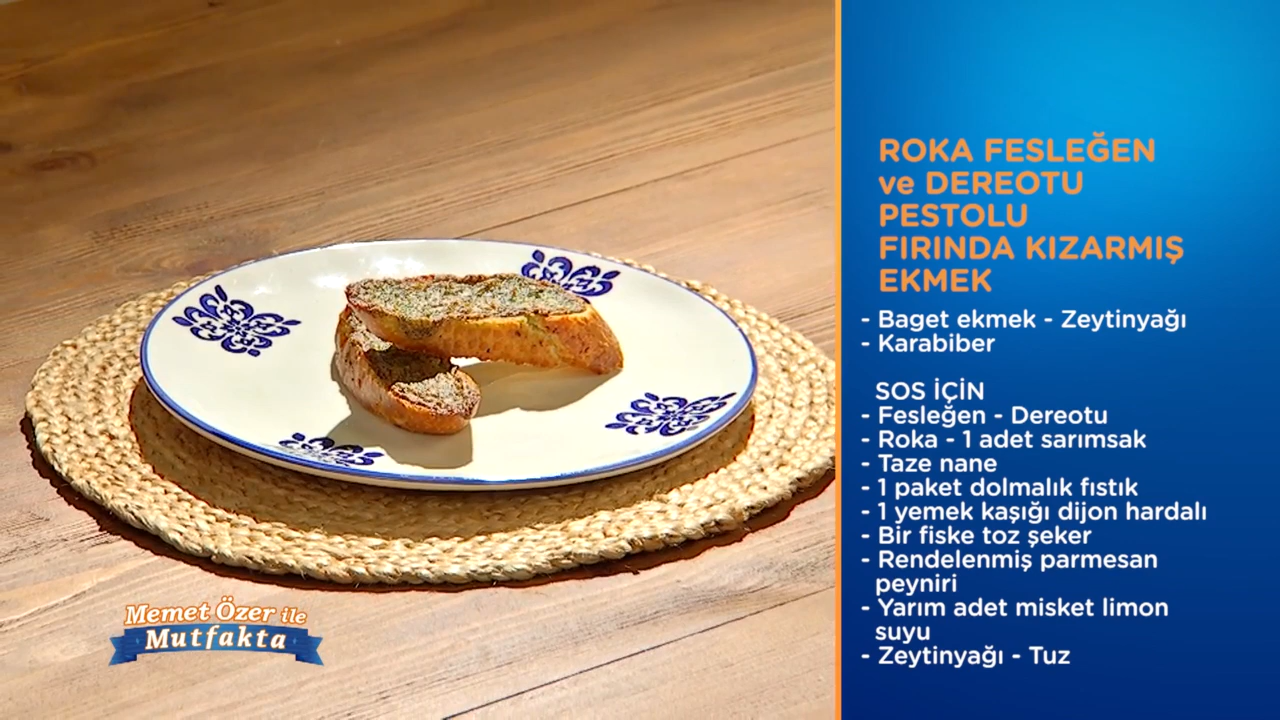 ROKA FESLEĞEN
ve DEREOTU
PESTOLU
FIRINDA KIZARMIŞ
EKMEK
- Baget ekmek - Zeytinyağı
- Karabiber
SOS İÇİN
- Fesleğen - Dereotu
- Roka - 1 adet sarımsak
- Taze nane
- 1 paket dolmalık fıstık
- 1 yemek kaşığı dijon hardalı
- Bir fiske toz şeker
- Rendelenmiş parmesan
peyniri
- Yarım adet misket limon
suyu
- Zeytinyağı - Tuz
Memet Özer ile
Mutfakta